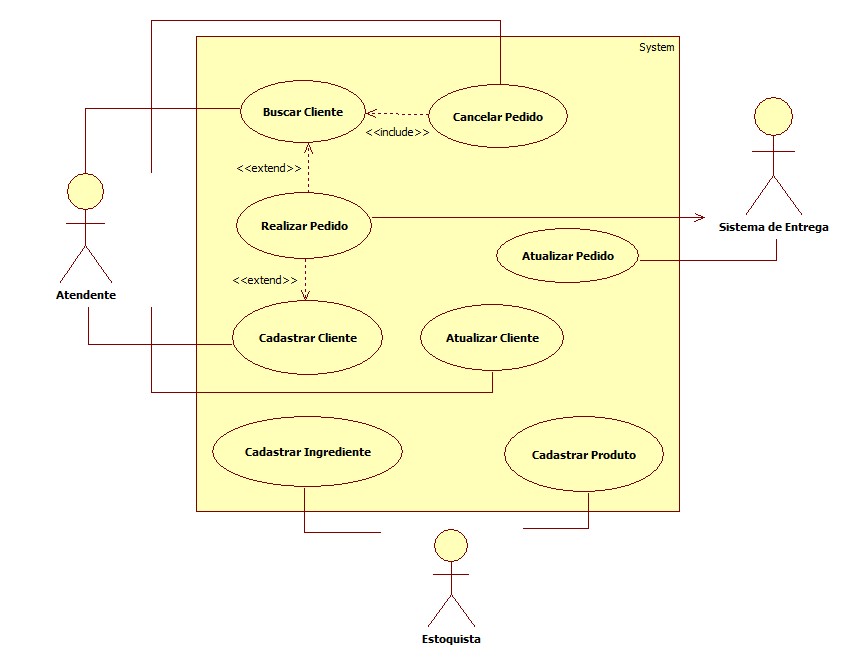 System
Buscar Cliente
Cancelar Pedido
<<include>>
<<extend>>
Realizar Pedido
Sistema de Entrega
Atualizar Pedido
<<extend>>
Atendente
Cadastrar Cliente
Atualizar Cliente
Cadastrar Ingrediente
Cadastrar Produto
Estoquista